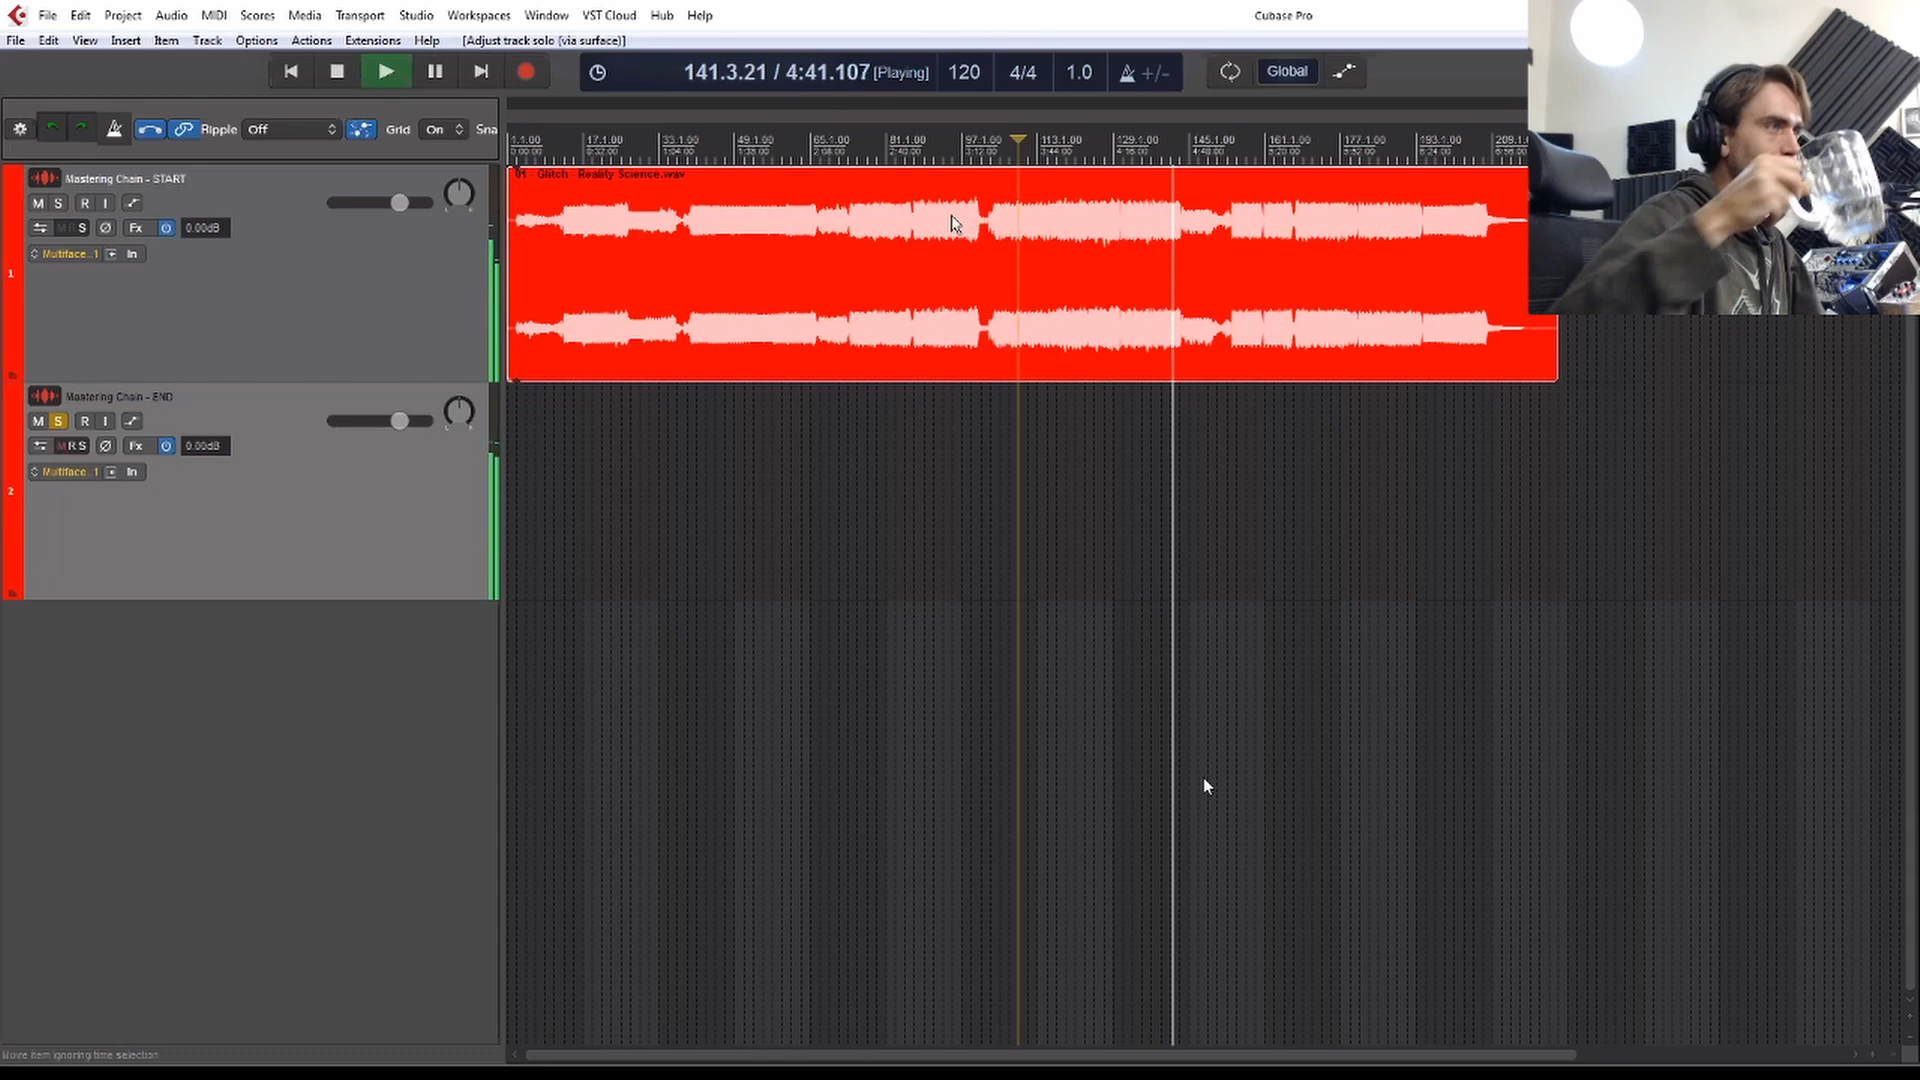 File Edit Project Audio MIDI Scores Media Transport Studio Workspaces Window VST Cloud Hub Help Cubase Pro
File Edit View Insert Item Track Options Actions Extensions Help [Adjust track solo (via surface)]
141.3.21 / 4:41.107 [Playing] 120 4/4 1.0 +/- Global
Ripple Off Grid On Sna
1.1.00 17.1.00 33.1.00 49.1.00 65.1.00 81.1.00 97.1.00 113.1.00 129.1.00 145.1.00 161.1.00 177.1.00 193.1.00 209.1
0:00.00 0:32.00 1:04.00 1:36.00 2:08.00 2:40.00 3:12.00 3:44.00 4:16.00 4:48.00 5:20.00 5:52.00 6:24.00 6:56.00
01 - Glitch - Reality Science.wav
Mastering Chain - START
M S R I
M R S Ø Fx 0.00dB
Multiface..1 In
1
Mastering Chain - END
M S R I
M R S Ø Fx 0.00dB
Multiface..1 In
2
Move item ignoring time selection